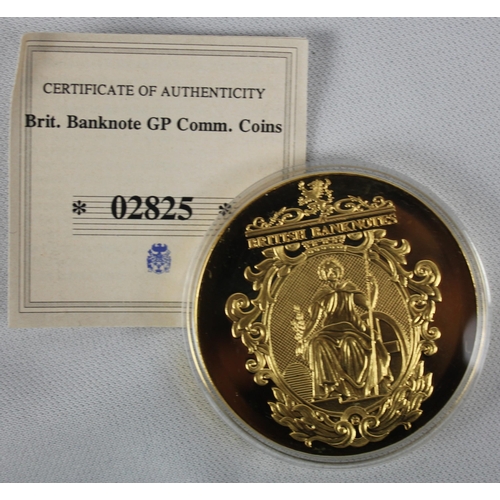 CERTIFICATE OF AUTHENTICITY
Brit. Banknote GP Comm. Coins
* 02825 *
BRITISH BANKNOTES